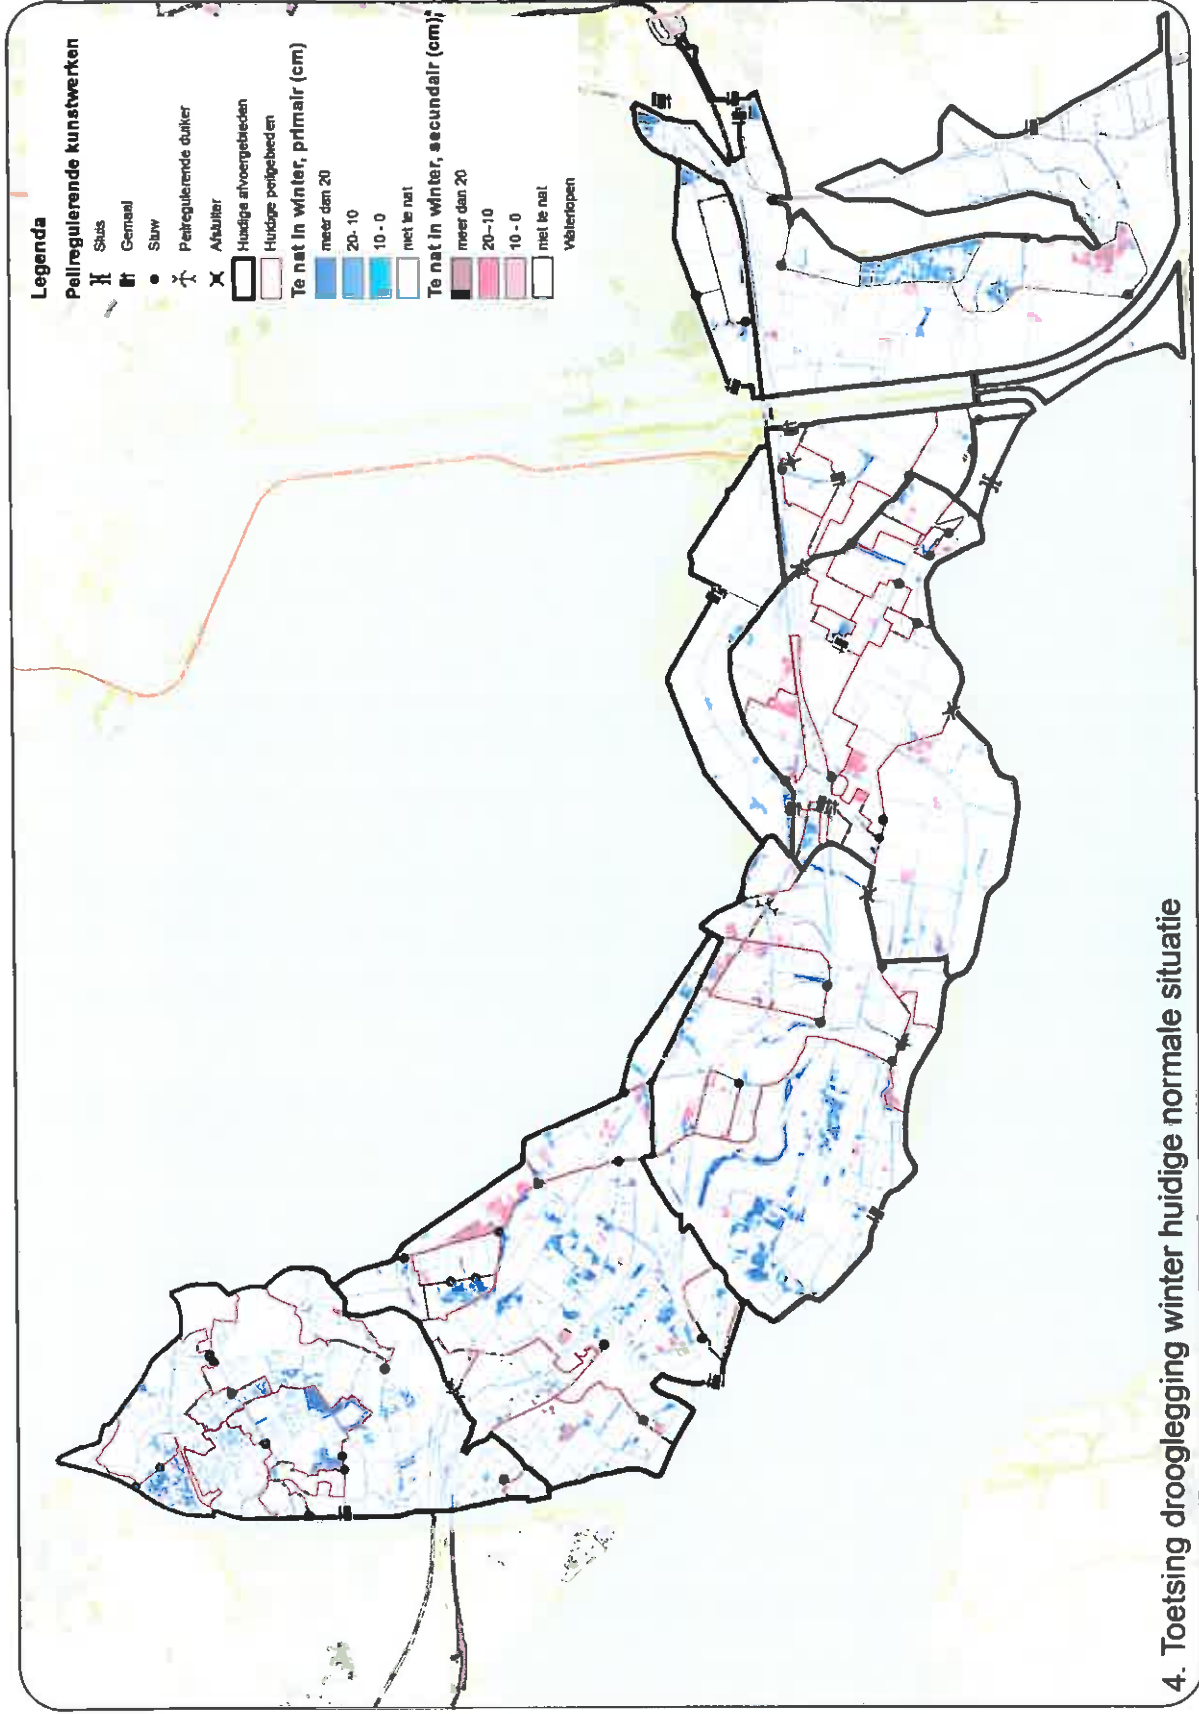 Legenda
Peilregulierende kunstwerken
Sluis
Gemaal
Stuw
Peilregulierende duiker
Afsluiter
Huidige afvoergebieden
Huidige peilgebieden
Te nat in winter, primair (cm)
meer dan 20
20- 10
10 - 0
niet te nat
Te nat in winter, secundair (cm);*
meer dan 20
20-10
10 - 0
niet te nat
Waterlopen
4. Toetsing drooglegging winter huidige normale situatie